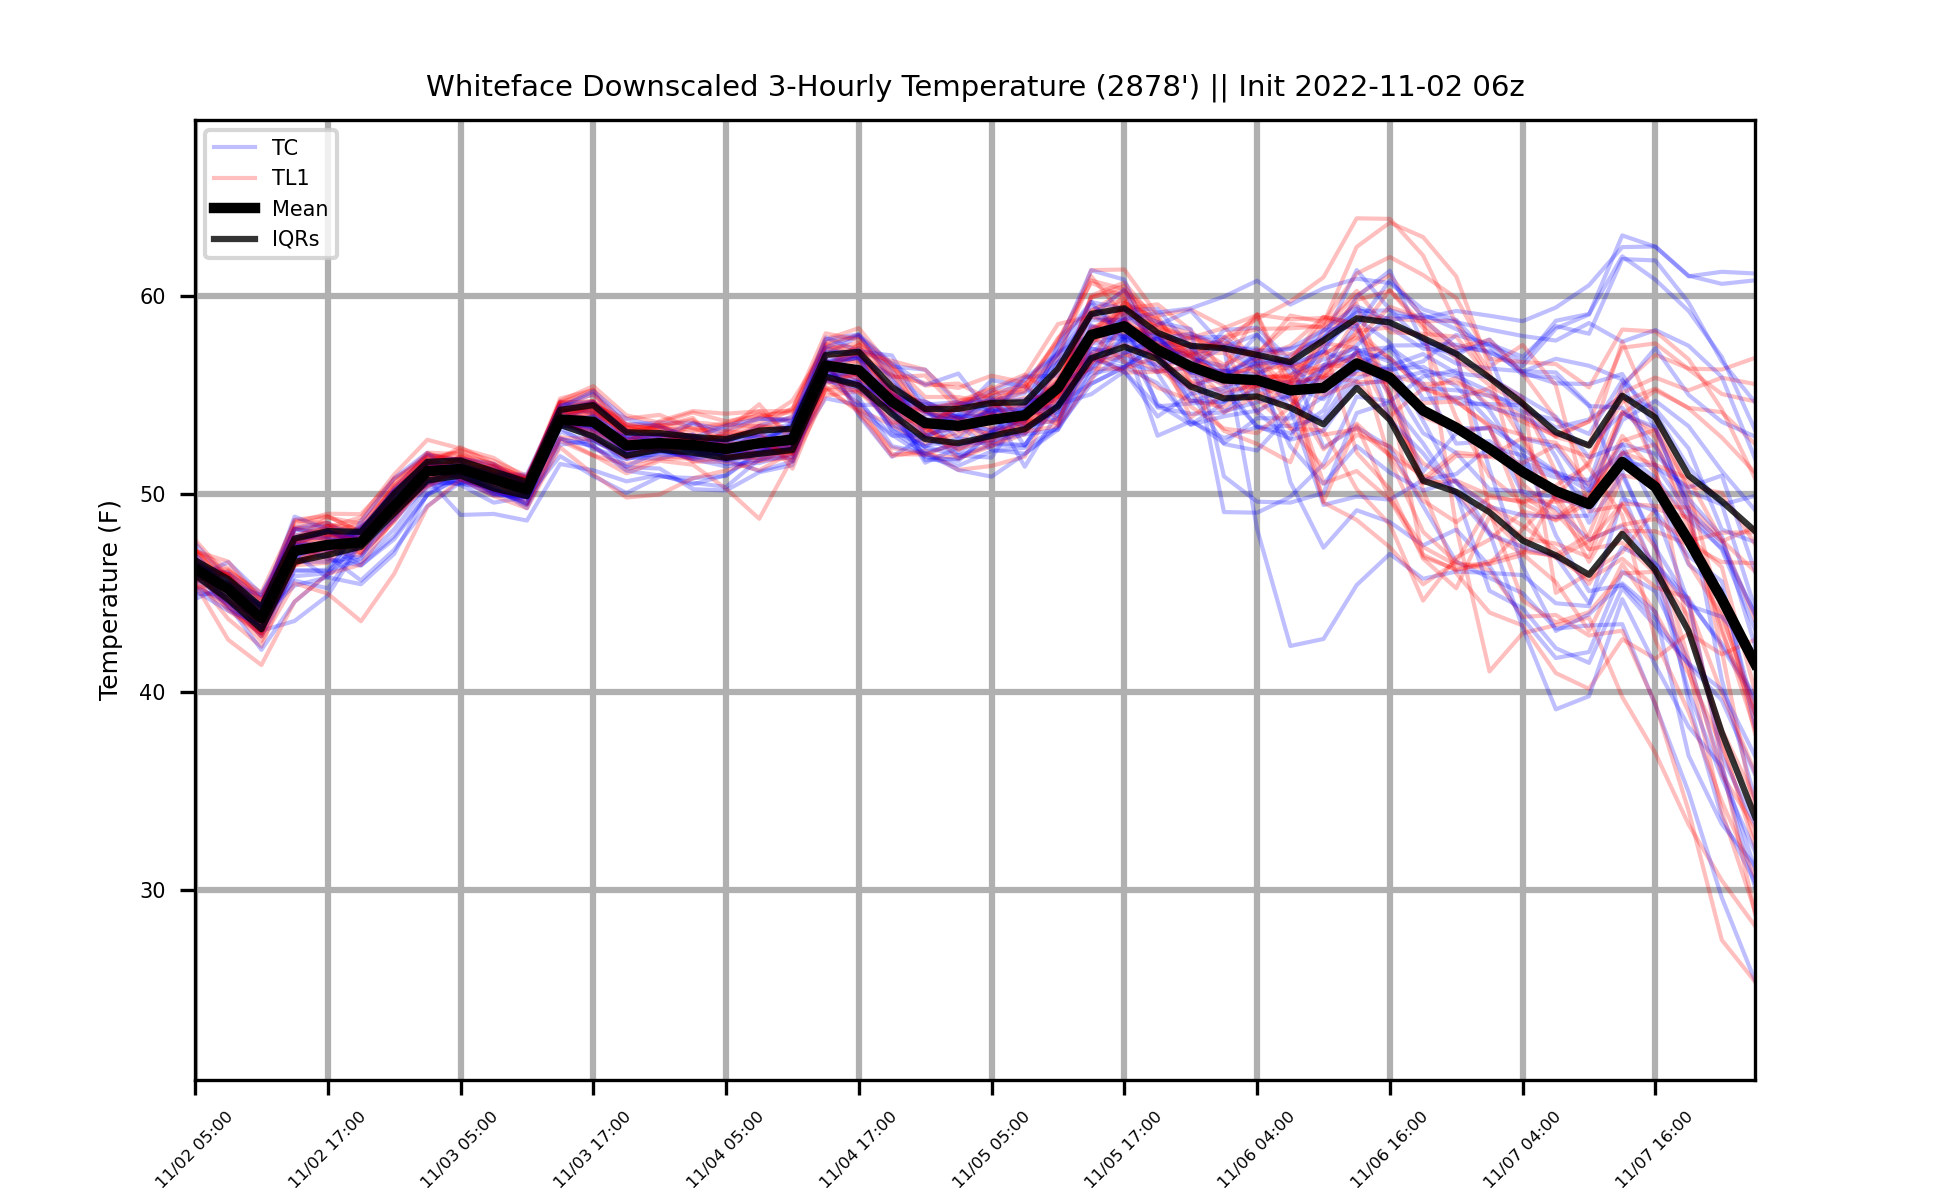 Whiteface Downscaled 3-Hourly Temperature (2878') || Init 2022-11-02 06z
TC
TL1
Mean
IQRs
Temperature (F)
60
50
40
30
11/02 05:00
11/02 17:00
11/03 05:00
11/03 17:00
11/04 05:00
11/04 17:00
11/05 05:00
11/05 17:00
11/06 04:00
11/06 16:00
11/07 04:00
11/07 16:00